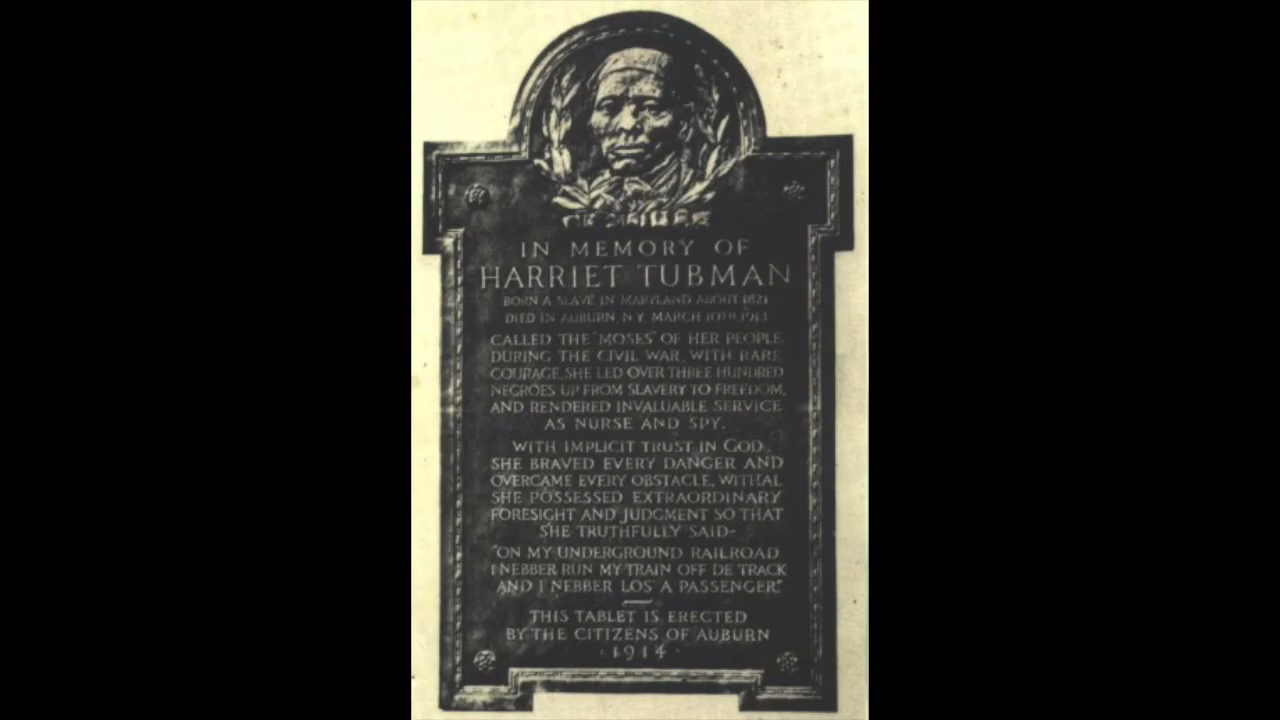 IN MEMORY OF
HARRIET TUBMAN
BORN A SLAVE IN MARYLAND ABOUT 1821
DIED IN AUBURN, N.Y. MARCH 10TH, 1913
CALLED THE "MOSES" OF HER PEOPLE
DURING THE CIVIL WAR, WITH RARE
COURAGE, SHE LED OVER THREE HUNDRED
NEGROES UP FROM SLAVERY TO FREEDOM,
AND RENDERED INVALUABLE SERVICE
AS NURSE AND SPY.
WITH IMPLICIT TRUST IN GOD
SHE BRAVED EVERY DANGER AND
OVERCAME EVERY OBSTACLE, WITHAL
SHE POSSESSED EXTRAORDINARY
FORESIGHT AND JUDGMENT SO THAT
SHE TRUTHFULLY SAID-
"ON MY UNDERGROUND RAILROAD
I NEBBER RUN MY TRAIN OFF DE TRACK
AND I NEBBER LOS' A PASSENGER."
THIS TABLET IS ERECTED
BY THE CITIZENS OF AUBURN
·1914·